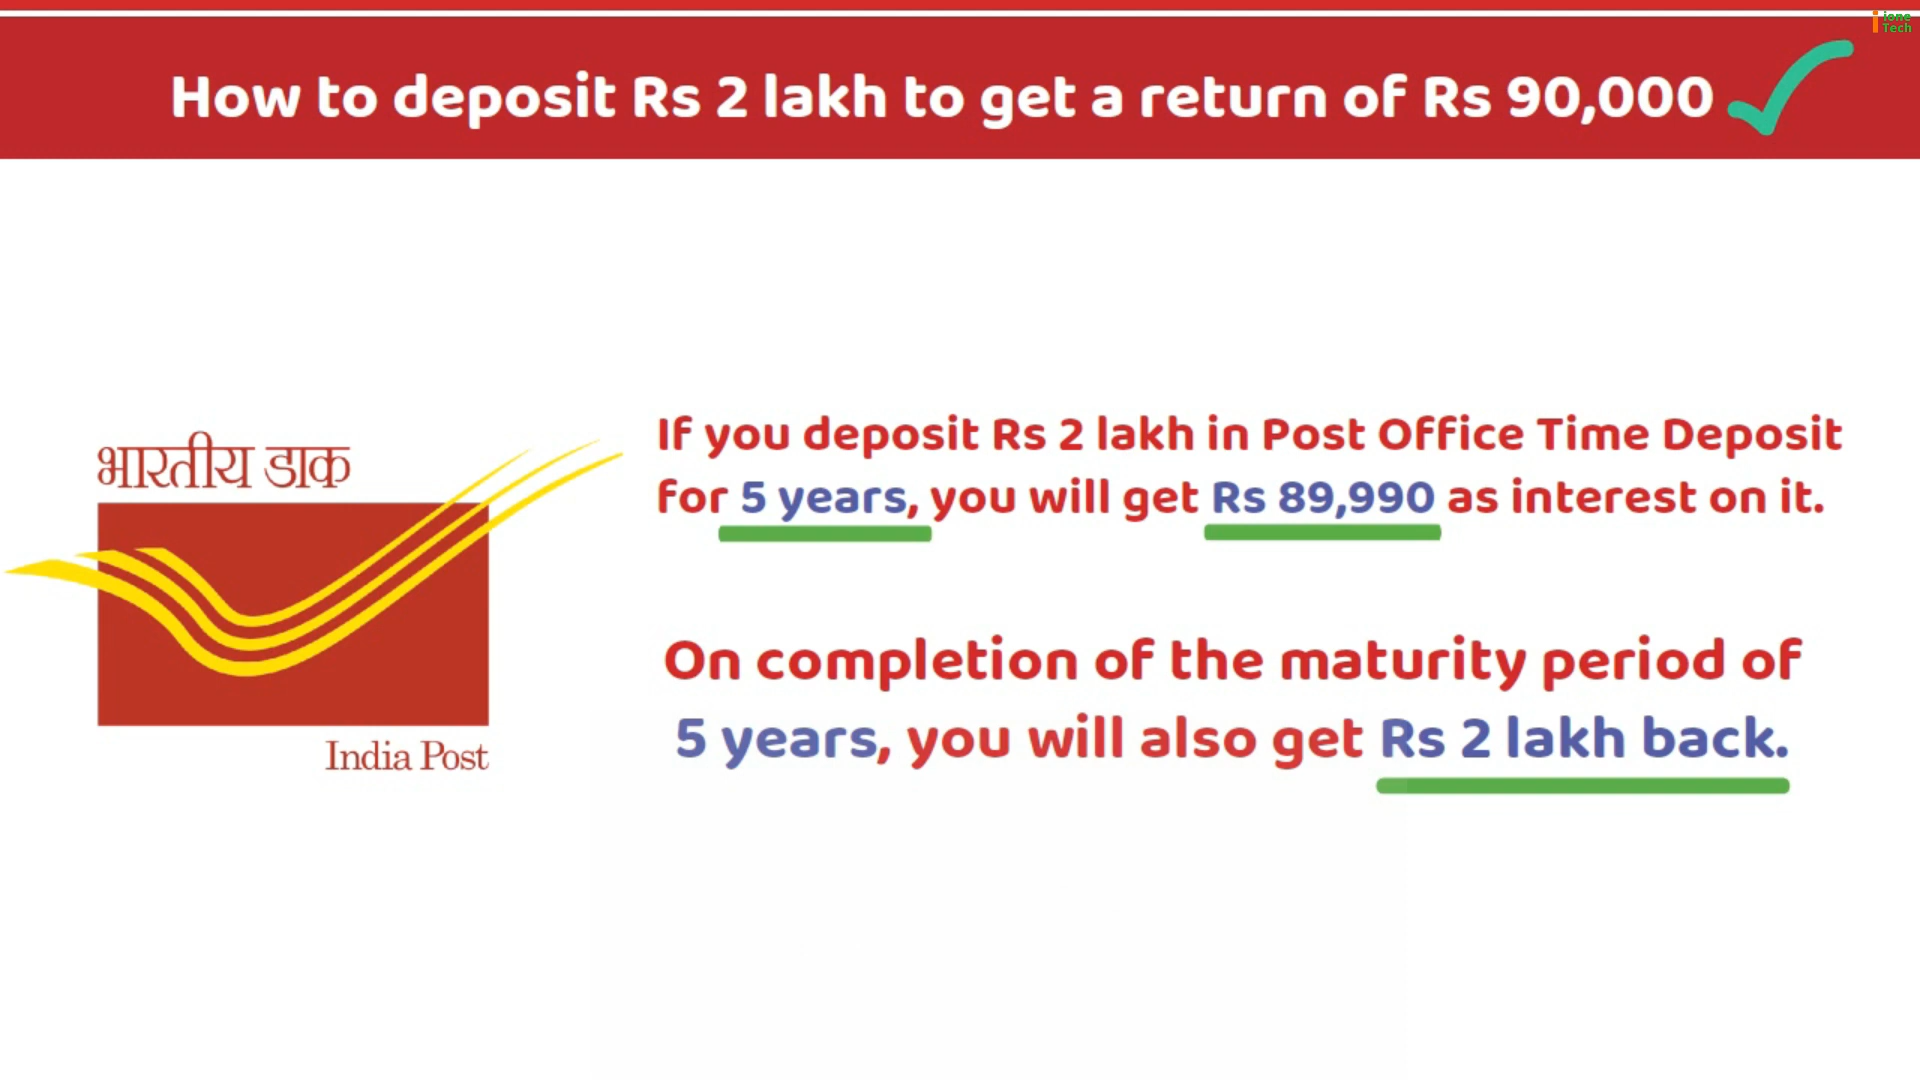 ione
Tech
How to deposit Rs 2 lakh to get a return of Rs 90,000
If you deposit Rs 2 lakh in Post Office Time Deposit
for 5 years, you will get Rs 89,990 as interest on it.
भारतीय डाक
India Post
On completion of the maturity period of
5 years, you will also get Rs 2 lakh back.